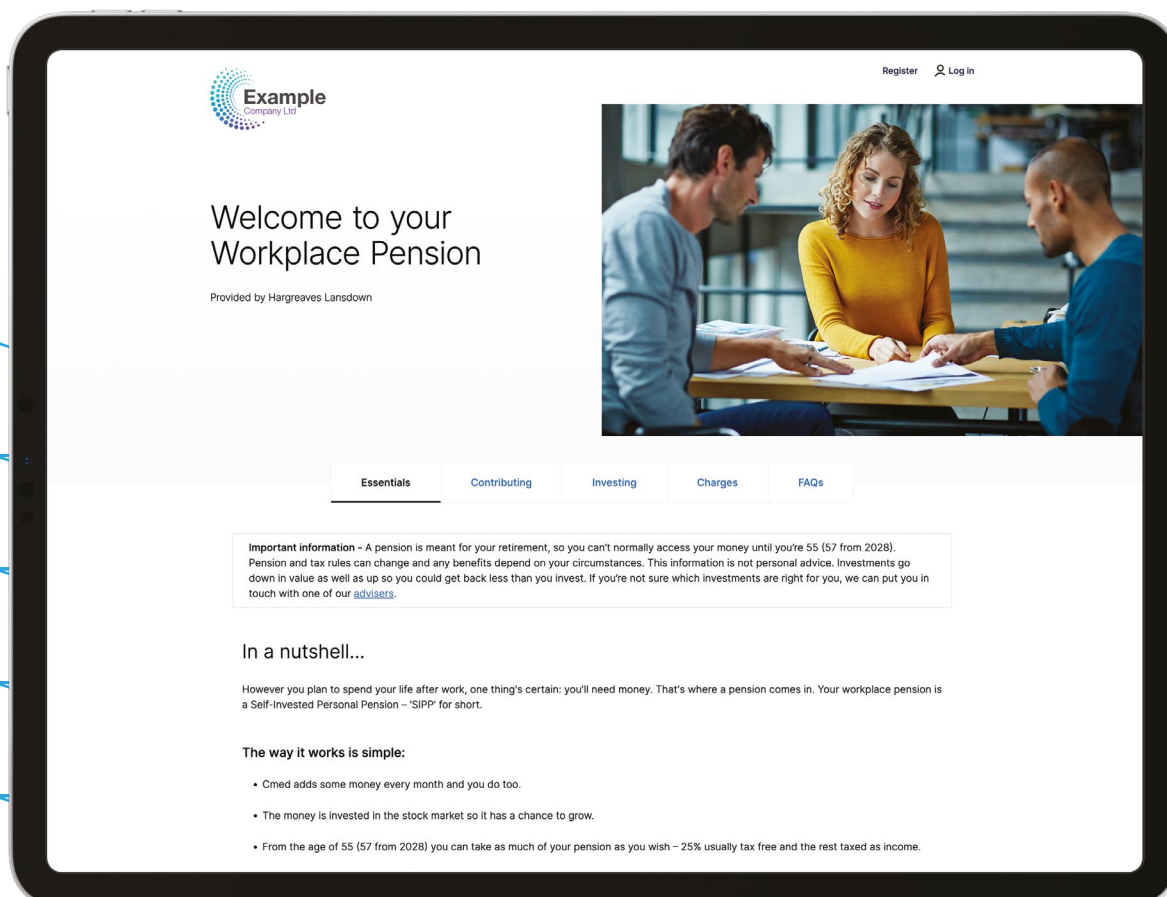 Register Log in
Example
Company Ltd
Welcome to your
Workplace Pension
Provided by Hargreaves Lansdown
Essentials Contributing Investing Charges FAQs
Important information - A pension is meant for your retirement, so you can’t normally access your money until you’re 55 (57 from 2028).
Pension and tax rules can change and any benefits depend on your circumstances. This information is not personal advice. Investments go
down in value as well as up so you could get back less than you invest. If you’re not sure which investments are right for you, we can put you in
touch with one of our advisers.
In a nutshell...
However you plan to spend your life after work, one thing's certain: you'll need money. That's where a pension comes in. Your workplace pension is
a Self-Invested Personal Pension – 'SIPP' for short.
The way it works is simple:
• Cmed adds some money every month and you do too.
• The money is invested in the stock market so it has a chance to grow.
• From the age of 55 (57 from 2028) you can take as much of your pension as you wish – 25% usually tax free and the rest taxed as income.